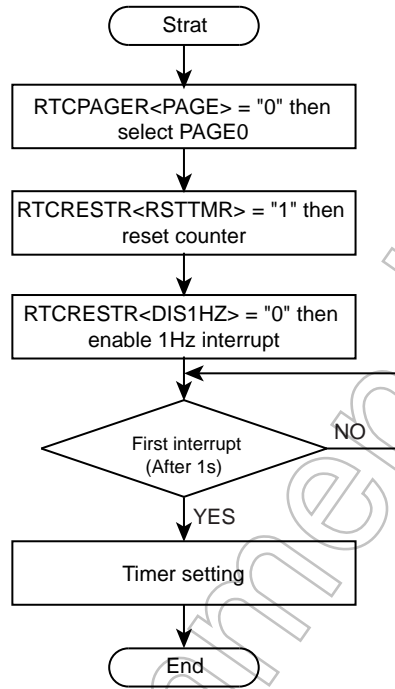 Strat
RTCPAGER<PAGE> = "0" then
select PAGE0
RTCRESTR<RSTTMR> = "1" then
reset counter
RTCRESTR<DIS1HZ> = "0" then
enable 1Hz interrupt
First interrupt
(After 1s)
NO
YES
Timer setting
End